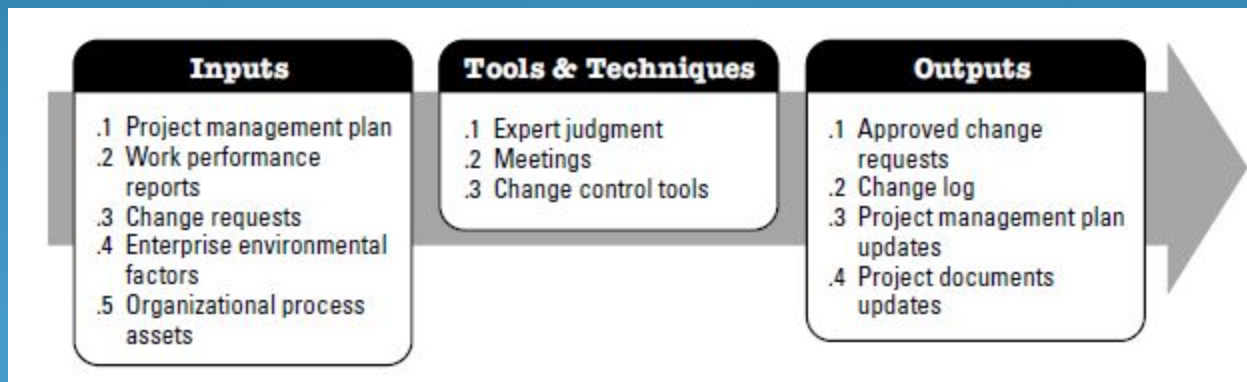 Inputs
.1 Project management plan
.2 Work performance
reports
.3 Change requests
.4 Enterprise environmental
factors
.5 Organizational process
assets
Tools & Techniques
.1 Expert judgment
.2 Meetings
.3 Change control tools
Outputs
.1 Approved change
requests
.2 Change log
.3 Project management plan
updates
.4 Project documents
updates